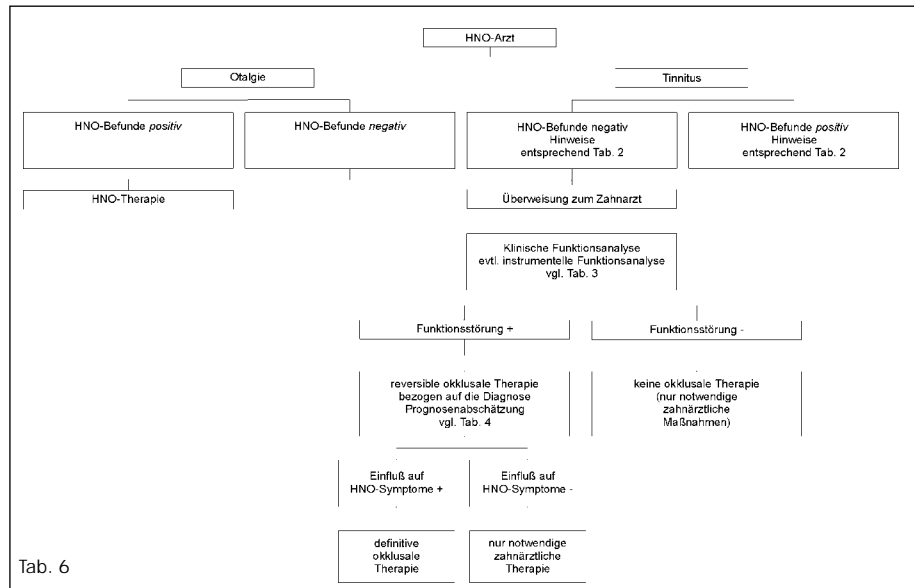 HNO-Arzt
Otalgie
Tinnitus
HNO-Befunde positiv
HNO-Befunde negativ
HNO-Befunde negativ
Hinweise
entsprechend Tab. 2
HNO-Befunde positiv
Hinweise
entsprechend Tab. 2
HNO-Therapie
Überweisung zum Zahnarzt
Klinische Funktionsanalyse
evtl. instrumentelle Funktionsanalyse
vgl. Tab. 3
Funktionsstörung +
Funktionsstörung -
reversible okklusale Therapie
bezogen auf die Diagnose
Prognosenabschätzung
vgl. Tab. 4
keine okklusale Therapie
(nur notwendige
zahnärztliche
Maßnahmen)
Einfluß auf
HNO-Symptome +
Einfluß auf
HNO-Symptome -
definitive
okklusale
Therapie
nur notwendige
zahnärztliche
Therapie
Tab. 6